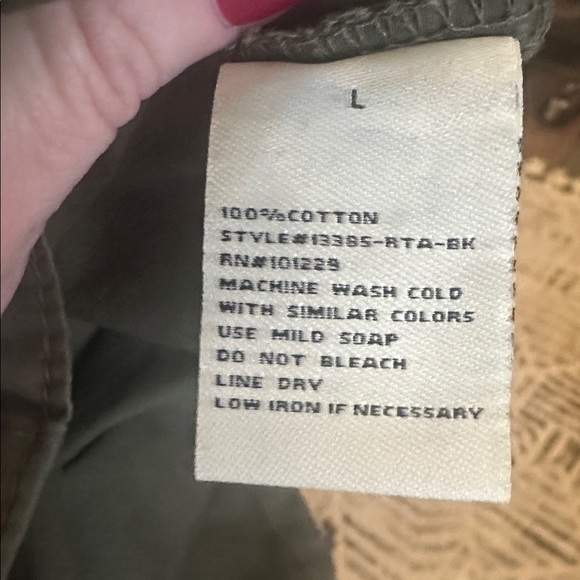 L
100%COTTON
STYLE#13385-RTA-BK
RN#101229
MACHINE WASH COLD
WITH SIMILAR COLORS
USE MILD SOAP
DO NOT BLEACH
LINE DRY
LOW IRON IF NECESSARY